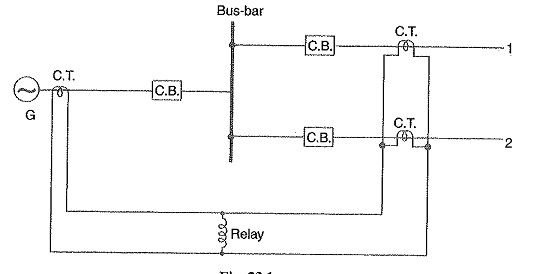 Bus-bar
C.T.
C.B.
1
C.T.
C.B.
G
C.T.
C.B.
2
Relay